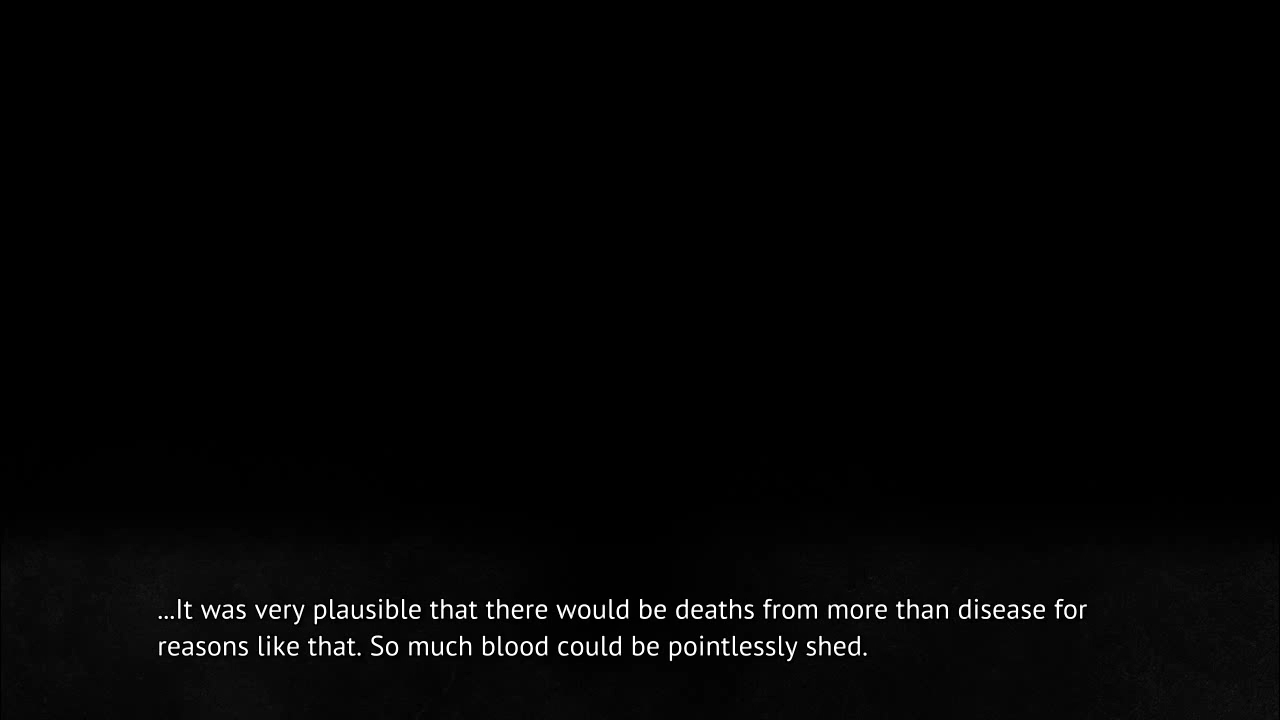 ...It was very plausible that there would be deaths from more than disease for
reasons like that. So much blood could be pointlessly shed.